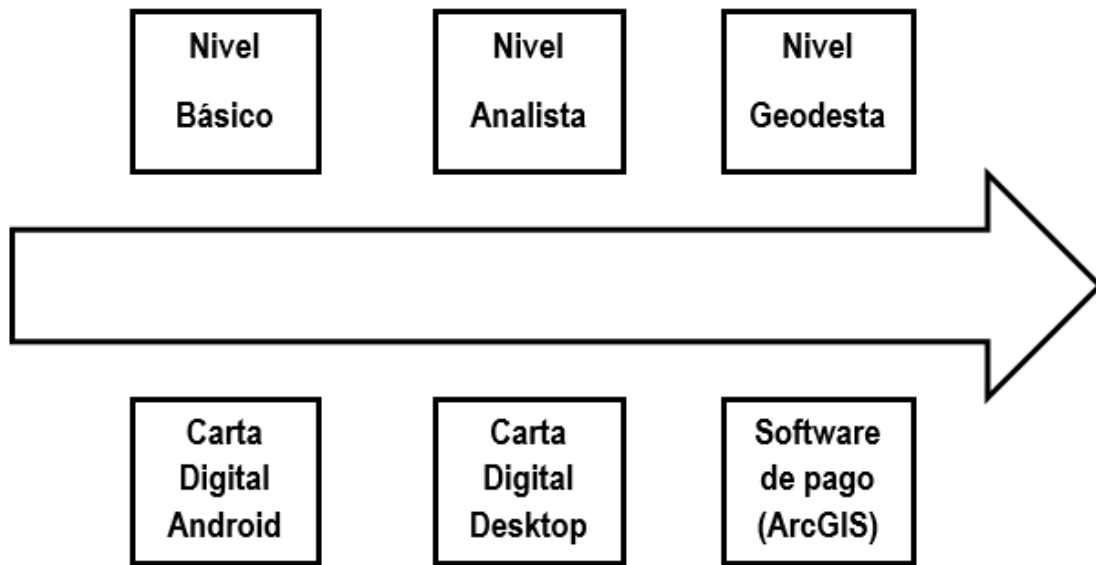 Nivel
Básico
Nivel
Analista
Nivel
Geodesta
Carta
Digital
Android
Carta
Digital
Desktop
Software
de pago
(ArcGIS)